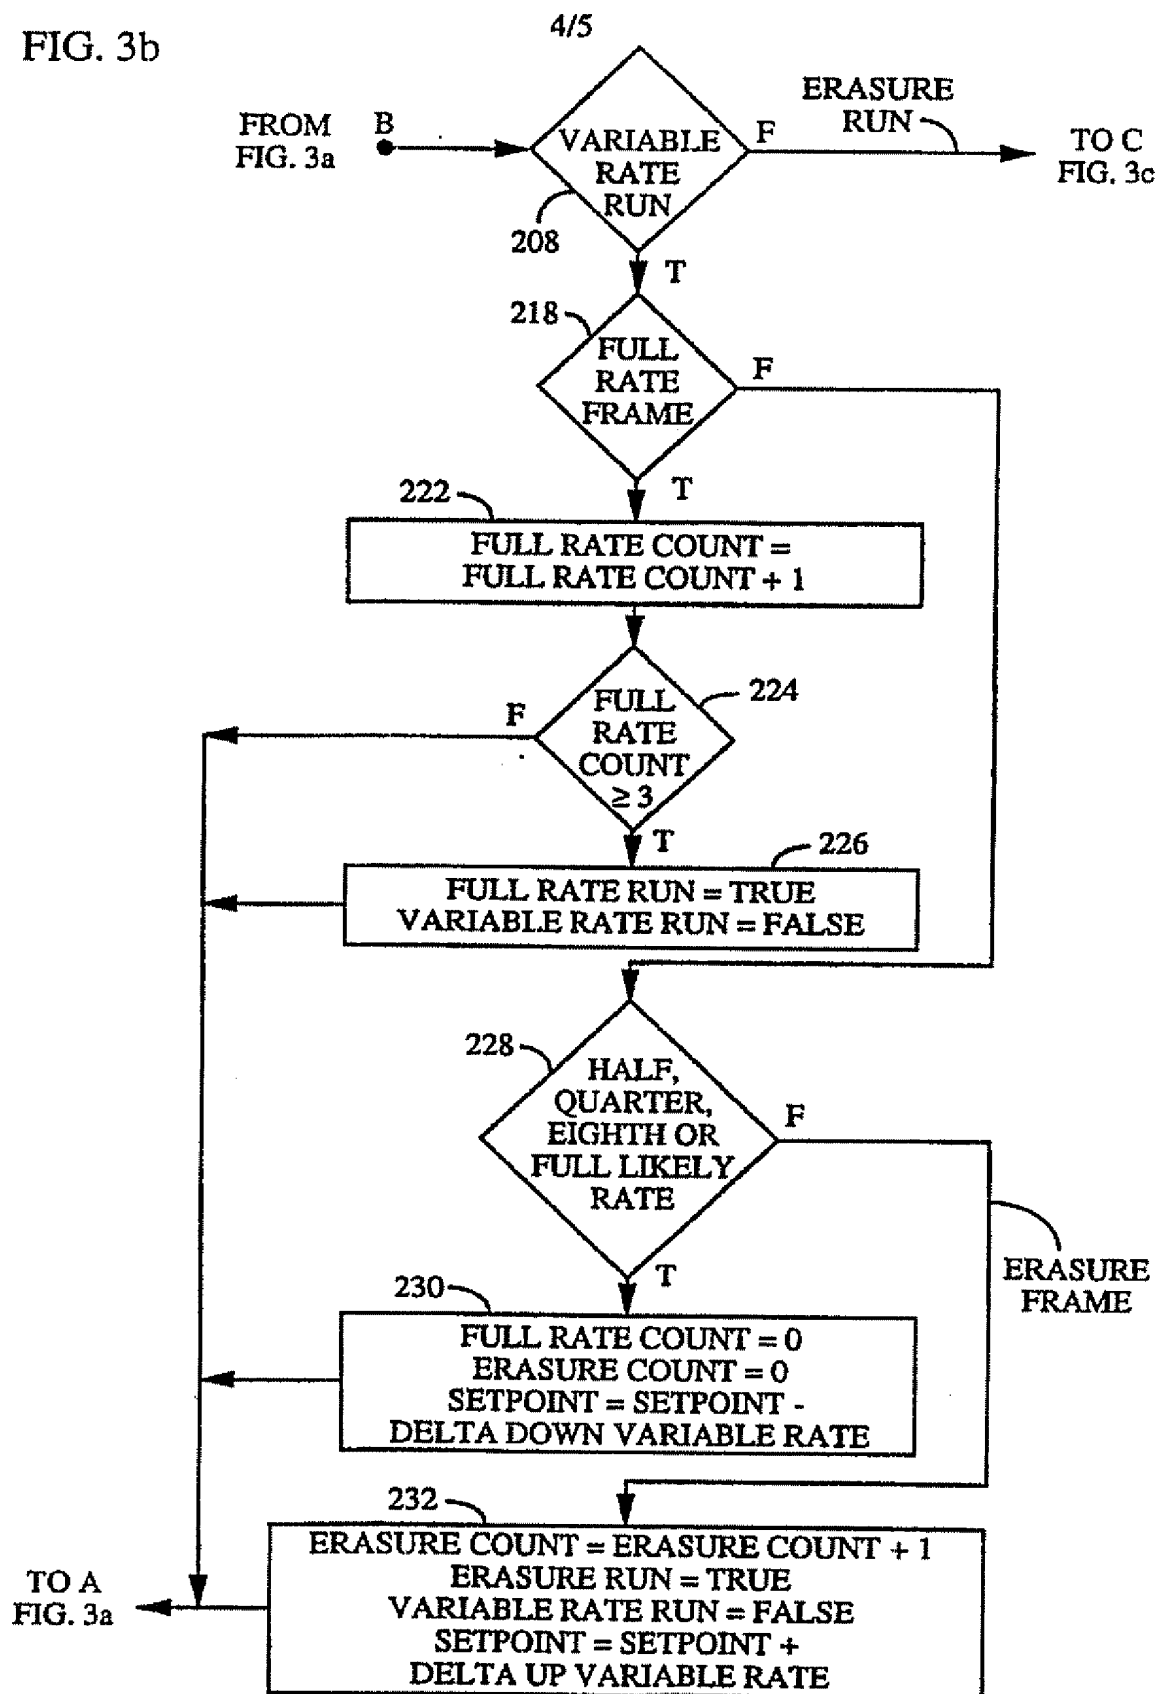 4/5
FIG. 3b
FROM
FIG. 3a
B
VARIABLE
RATE
RUN
F
ERASURE
RUN
TO C
FIG. 3c
208
T
218
FULL
RATE
FRAME
F
T
222
FULL RATE COUNT =
FULL RATE COUNT + 1
224
FULL
RATE
COUNT
≥ 3
F
T
226
FULL RATE RUN = TRUE
VARIABLE RATE RUN = FALSE
228
HALF,
QUARTER,
EIGHTH OR
FULL LIKELY
RATE
F
T
ERASURE
FRAME
230
FULL RATE COUNT = 0
ERASURE COUNT = 0
SETPOINT = SETPOINT -
DELTA DOWN VARIABLE RATE
232
ERASURE COUNT = ERASURE COUNT + 1
ERASURE RUN = TRUE
VARIABLE RATE RUN = FALSE
SETPOINT = SETPOINT +
DELTA UP VARIABLE RATE
TO A
FIG. 3a